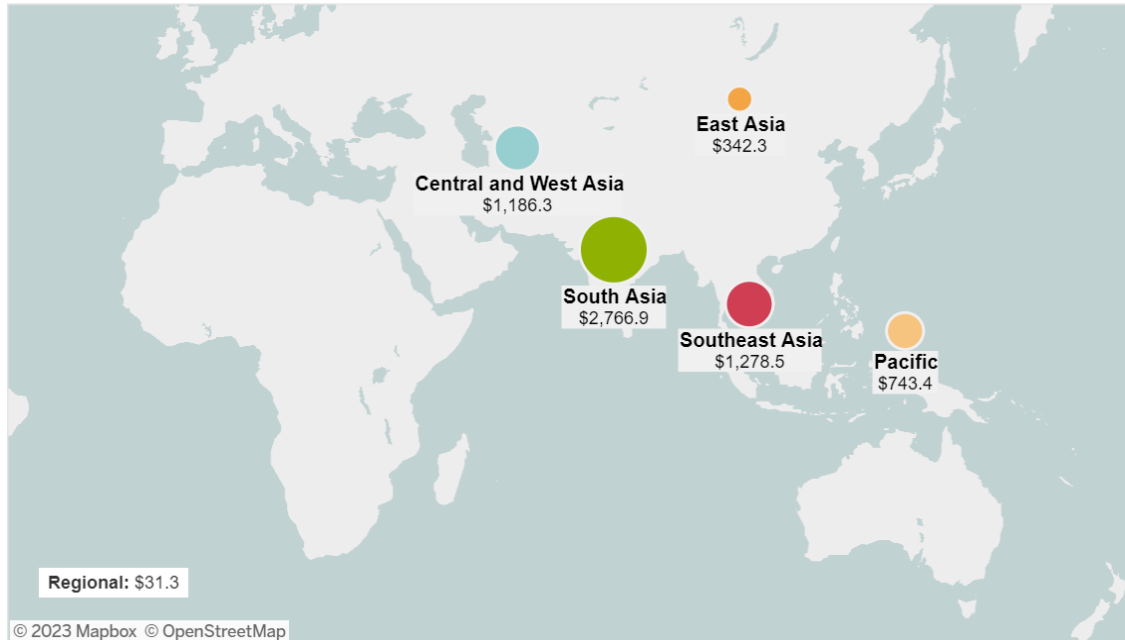 East Asia
$342.3
Central and West Asia
$1,186.3
South Asia
$2,766.9
Southeast Asia
$1,278.5
Pacific
$743.4
Regional: $31.3
© 2023 Mapbox © OpenStreetMap